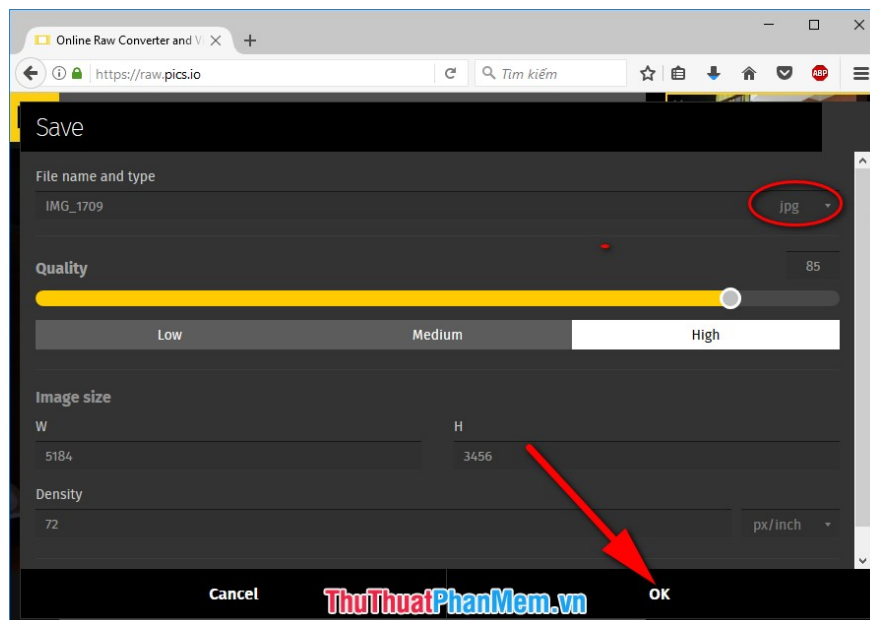 Online Raw Converter and V
https://raw.pics.io
Tìm kiếm
ABP
Save
File name and type
IMG_1709 jpg
Quality 85
Low Medium High
Image size
W H
5184 3456
Density
72 px/inch
Cancel OK
ThuThuatPhanMem.vn